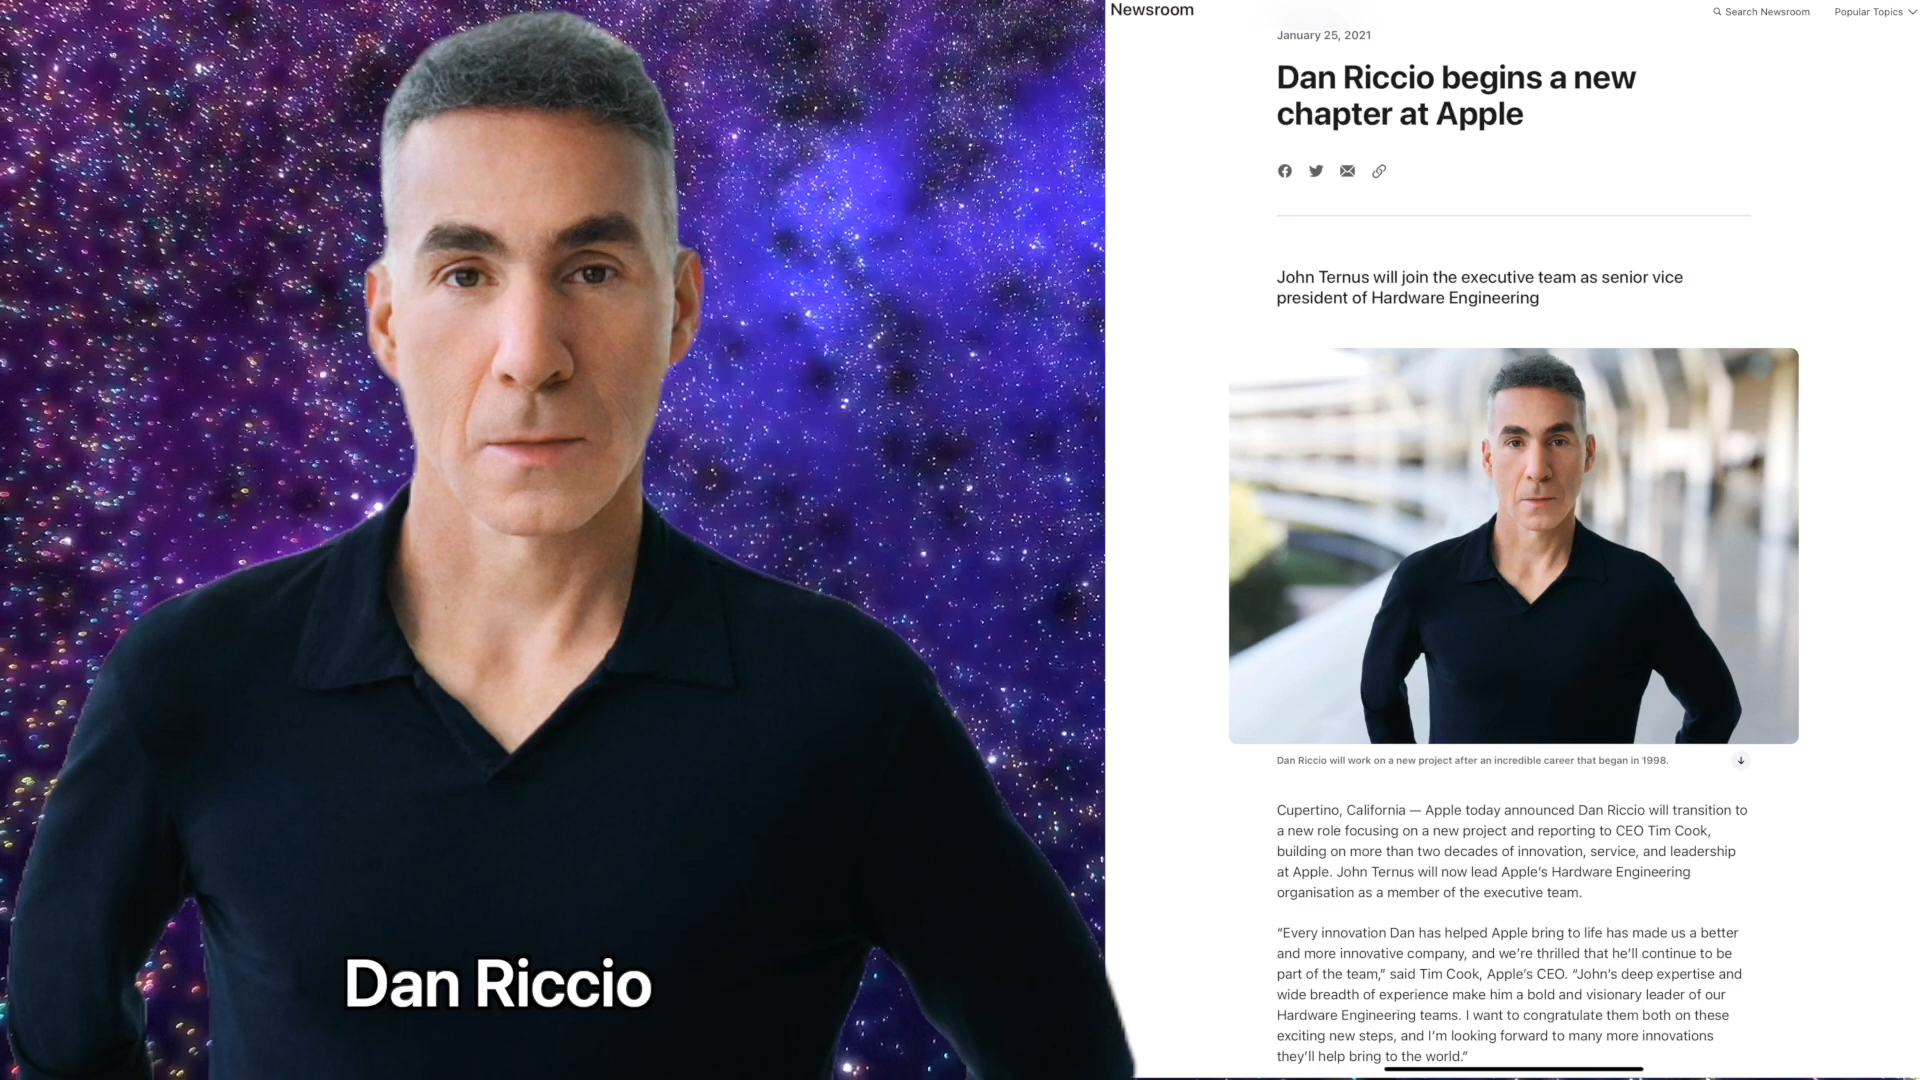 Newsroom
Search Newsroom
Popular Topics
January 25, 2021
Dan Riccio begins a new
chapter at Apple
John Ternus will join the executive team as senior vice
president of Hardware Engineering
Dan Riccio will work on a new project after an incredible career that began in 1998.
Cupertino, California — Apple today announced Dan Riccio will transition to
a new role focusing on a new project and reporting to CEO Tim Cook,
building on more than two decades of innovation, service, and leadership
at Apple. John Ternus will now lead Apple’s Hardware Engineering
organisation as a member of the executive team.
“Every innovation Dan has helped Apple bring to life has made us a better
and more innovative company, and we’re thrilled that he’ll continue to be
part of the team,” said Tim Cook, Apple’s CEO. “John’s deep expertise and
wide breadth of experience make him a bold and visionary leader of our
Hardware Engineering teams. I want to congratulate them both on these
exciting new steps, and I’m looking forward to many more innovations
they’ll help bring to the world.”
Dan Riccio